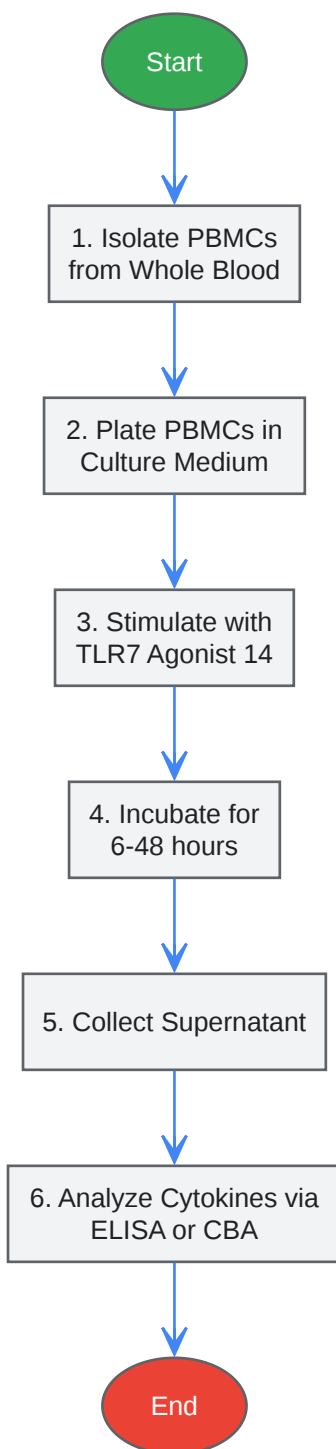 Start
1. Isolate PBMCs
from Whole Blood
2. Plate PBMCs in
Culture Medium
3. Stimulate with
TLR7 Agonist 14
4. Incubate for
6-48 hours
5. Collect Supernatant
6. Analyze Cytokines via
ELISA or CBA
End